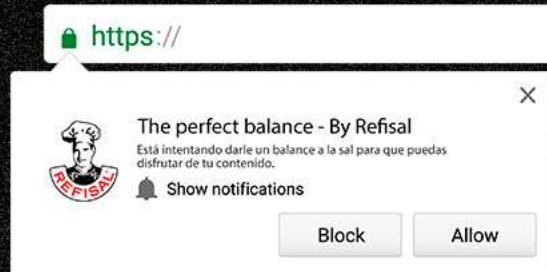 https://
The perfect balance - By Refisal
Está intentando darle un balance a la sal para que puedas
disfrutar de tu contenido.
REFISAL
Show notifications
Block Allow